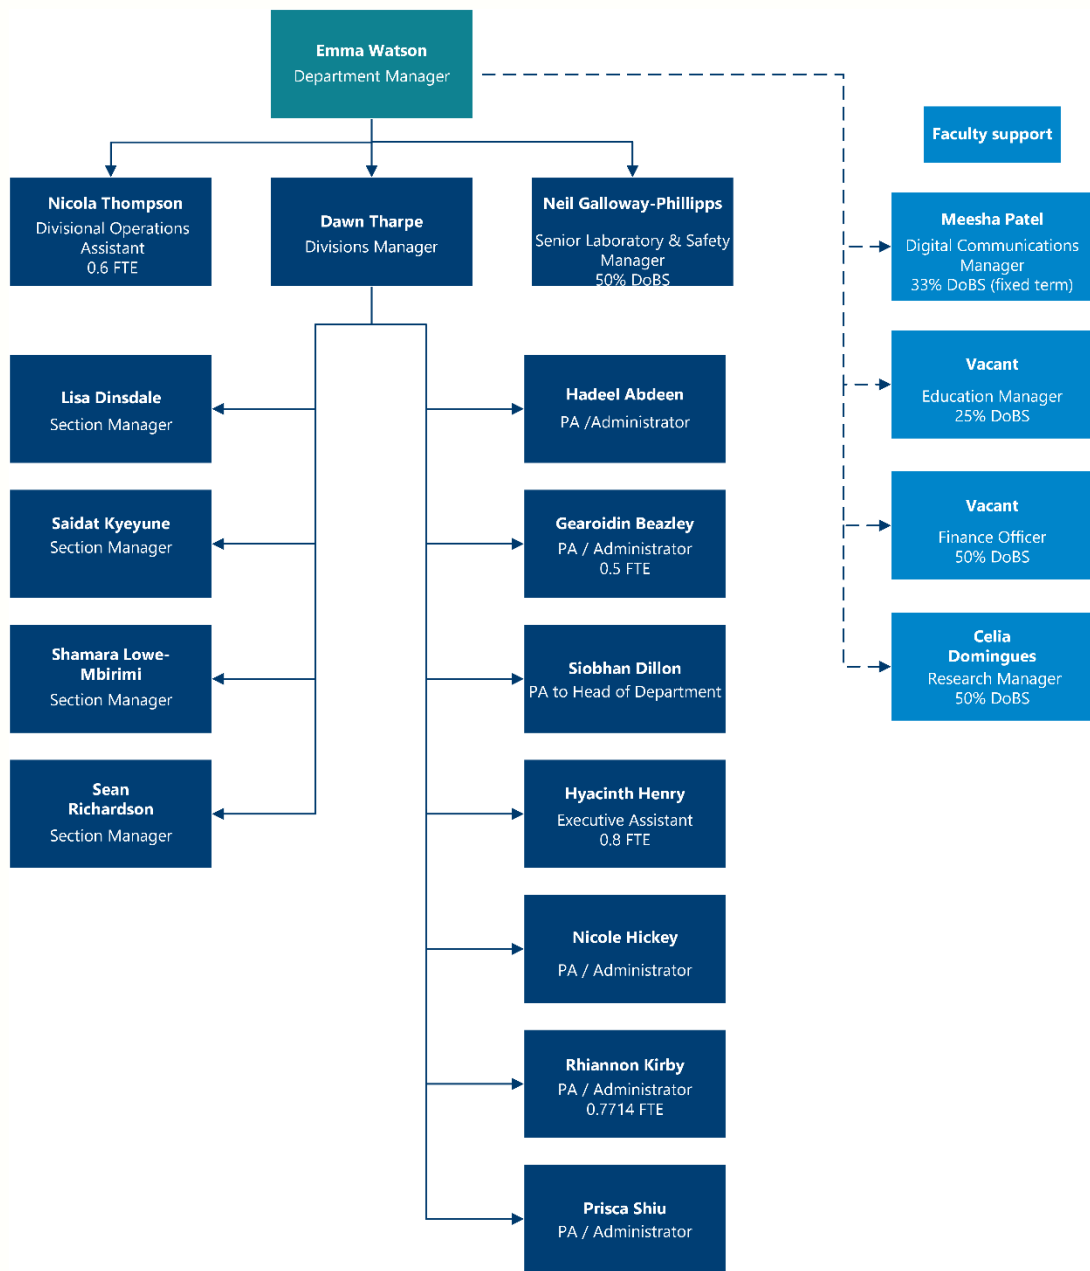 Emma Watson
Department Manager
Faculty support
Nicola Thompson
Divisional Operations
Assistant
0.6 FTE
Dawn Tharpe
Divisions Manager
Neil Galloway-Phillipps
Senior Laboratory & Safety
Manager
50% DoBS
Meesha Patel
Digital Communications
Manager
33% DoBS (fixed term)
Vacant
Education Manager
25% DoBS
Vacant
Finance Officer
50% DoBS
Celia
Domingues
Research Manager
50% DoBS
Lisa Dinsdale
Section Manager
Saidat Kyeyune
Section Manager
Shamara Lowe-
Mbirimi
Section Manager
Sean
Richardson
Section Manager
Hadeel Abdeen
PA /Administrator
Gearoidin Beazley
PA / Administrator
0.5 FTE
Siobhan Dillon
PA to Head of Department
Hyacinth Henry
Executive Assistant
0.8 FTE
Nicole Hickey
PA / Administrator
Rhiannon Kirby
PA / Administrator
0.7714 FTE
Prisca Shiu
PA / Administrator